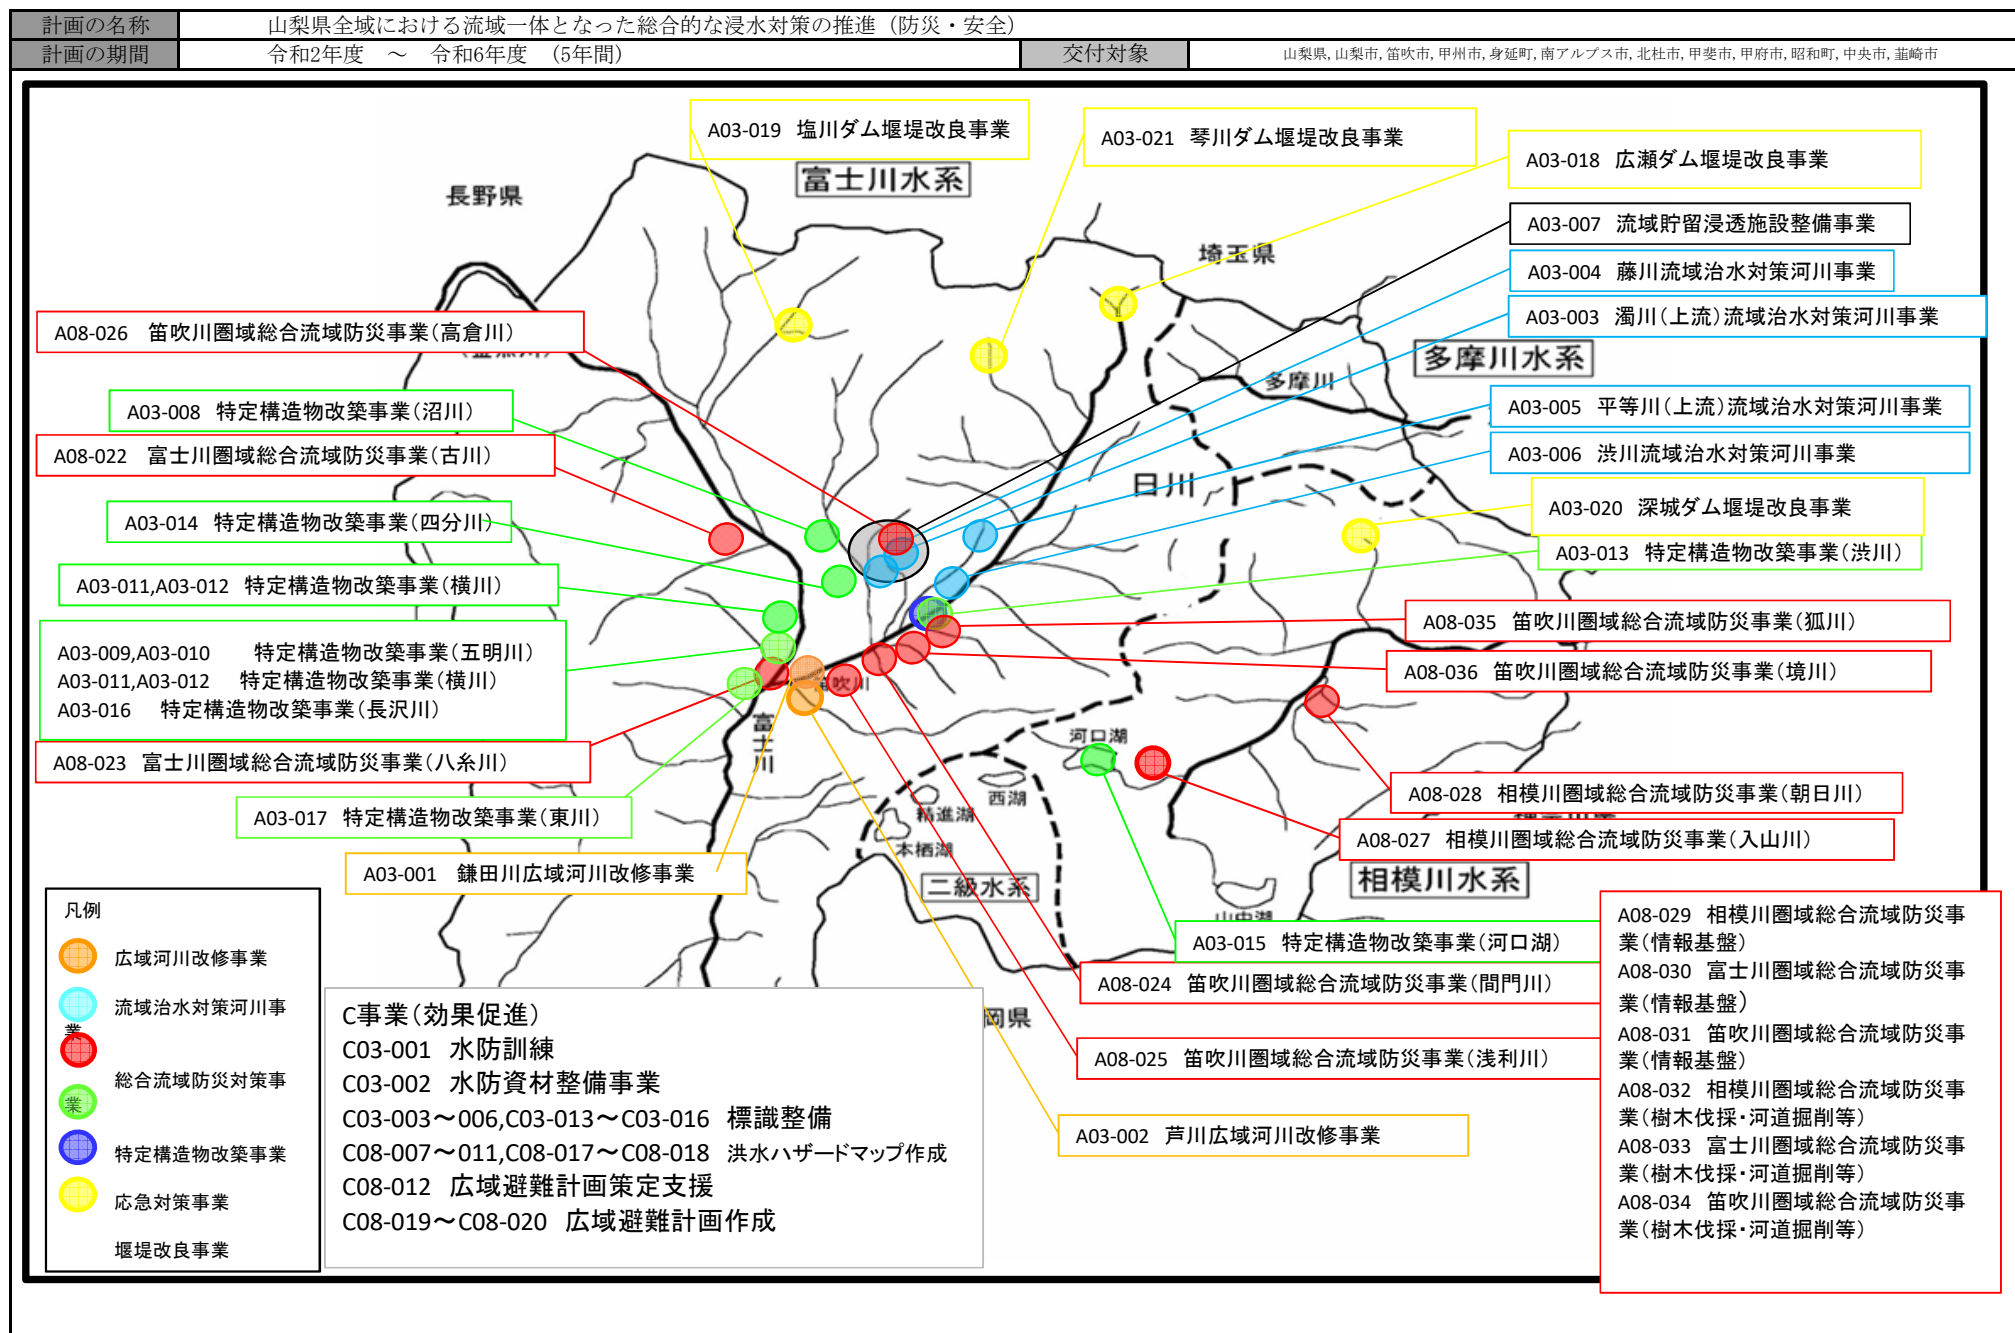 計画の名称 山梨県全域における流域一体となった総合的な浸水対策の推進（防災・安全）
計画の期間 令和2年度 ～ 令和6年度 (5年間) 交付対象 山梨県, 山梨市, 笛吹市, 甲州市, 身延町, 南アルプス市, 北杜市, 甲斐市, 甲府市, 昭和町, 中央市, 韮崎市
A03-019 塩川ダム堰堤改良事業
A03-021 琴川ダム堰堤改良事業
A03-018 広瀬ダム堰堤改良事業
富士川水系
長野県
A03-007 流域貯留浸透施設整備事業
埼玉県
A03-004 藤川流域治水対策河川事業
A03-003 濁川（上流）流域治水対策河川事業
A08-026 笛吹川圏域総合流域防災事業（高倉川）
多摩川水系
多摩川
A03-008 特定構造物改築事業（沼川）
A03-005 平等川（上流）流域治水対策河川事業
A08-022 富士川圏域総合流域防災事業（古川）
A03-006 渋川流域治水対策河川事業
日川
A03-020 深城ダム堰堤改良事業
A03-014 特定構造物改築事業（四分川）
A03-013 特定構造物改築事業（渋川）
A03-011,A03-012 特定構造物改築事業（横川）
A08-035 笛吹川圏域総合流域防災事業（狐川）
A03-009,A03-010 特定構造物改築事業（五明川）
A03-011,A03-012 特定構造物改築事業（横川）
A03-016 特定構造物改築事業（長沢川）
A08-036 笛吹川圏域総合流域防災事業（境川）
笛吹川
富士川
河口湖
A08-023 富士川圏域総合流域防災事業（八糸川）
西湖
精進湖
本栖湖
A08-028 相模川圏域総合流域防災事業（朝日川）
A03-017 特定構造物改築事業（東川）
A08-027 相模川圏域総合流域防災事業（入山川）
A03-001 鎌田川広域河川改修事業
二級水系
相模川水系
山中湖
A03-015 特定構造物改築事業（河口湖）
A08-024 笛吹川圏域総合流域防災事業（間門川）
岡県
A08-025 笛吹川圏域総合流域防災事業（浅利川）
A03-002 芦川広域河川改修事業
A08-029 相模川圏域総合流域防災事
業（情報基盤）
A08-030 富士川圏域総合流域防災事
業（情報基盤）
A08-031 笛吹川圏域総合流域防災事
業（情報基盤）
A08-032 相模川圏域総合流域防災事
業（樹木伐採・河道掘削等）
A08-033 富士川圏域総合流域防災事
業（樹木伐採・河道掘削等）
A08-034 笛吹川圏域総合流域防災事
業（樹木伐採・河道掘削等）
凡例
広域河川改修事業
流域治水対策河川事
業
総合流域防災対策事
業
特定構造物改築事業
応急対策事業
堰堤改良事業
C事業（効果促進）
C03-001 水防訓練
C03-002 水防資材整備事業
C03-003～006,C03-013～C03-016 標識整備
C08-007～011,C08-017～C08-018 洪水ハザードマップ作成
C08-012 広域避難計画策定支援
C08-019～C08-020 広域避難計画作成